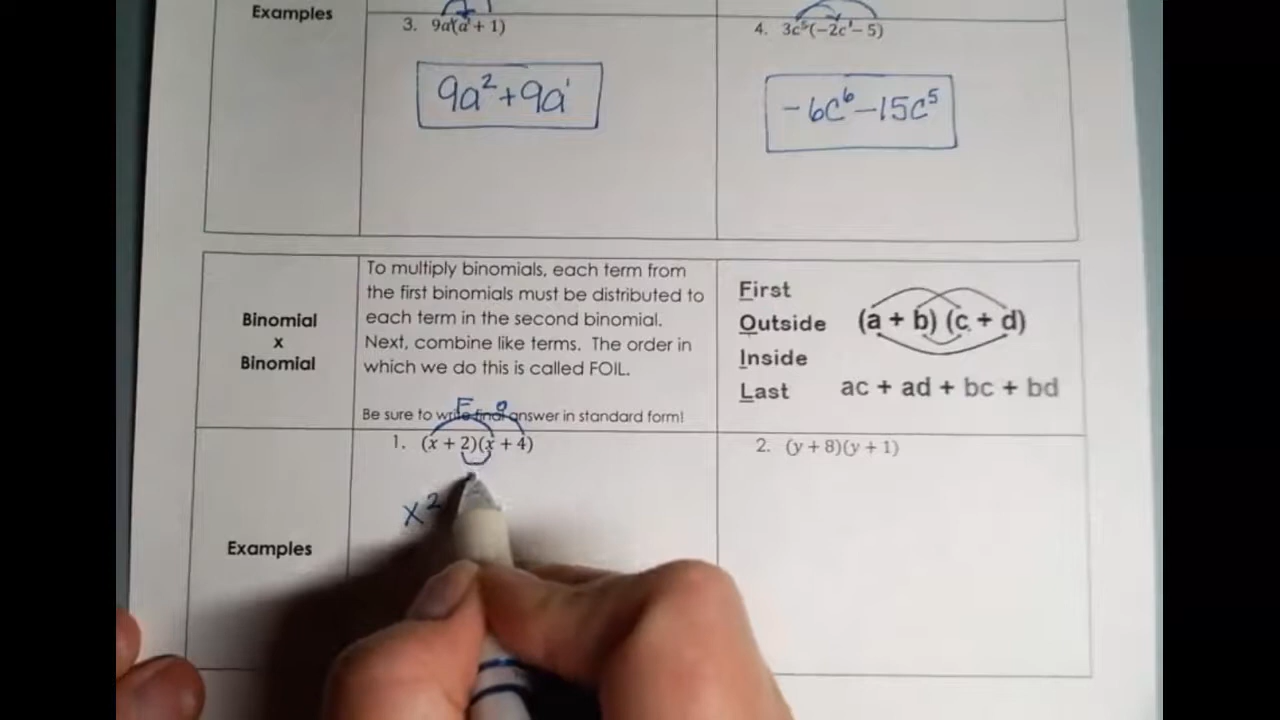 Examples
3. 9a(a + 1)
4. 3c⁵(−2c¹ − 5)
9a² + 9a¹
-6c⁶ - 15c⁵
Binomial
x
Binomial
To multiply binomials, each term from
the first binomials must be distributed to
each term in the second binomial.
Next, combine like terms. The order in
which we do this is called FOIL.
F O
Be sure to write final answer in standard form!
First
Outside
Inside
Last
(a + b) (c + d)
ac + ad + bc + bd
Examples
1. (x + 2)(x + 4)
x²
2. (y + 8)(y + 1)